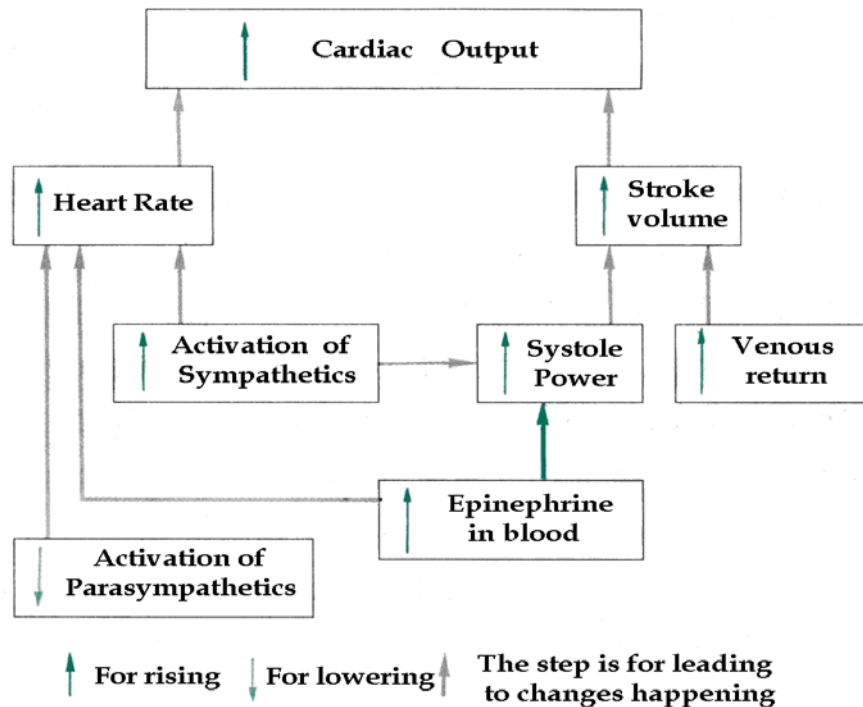 Cardiac Output
Heart Rate
Stroke
volume
Activation of
Sympathetics
Systole
Power
Venous
return
Epinephrine
in blood
Activation of
Parasympathetics
For rising
For lowering
The step is for leading
to changes happening